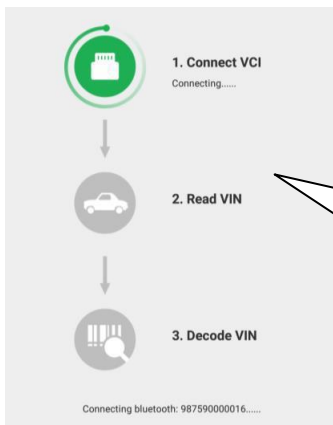 1. Connect VCI
Connecting......
2. Read VIN
3. Decode VIN
Connecting bluetooth: 987590000016......